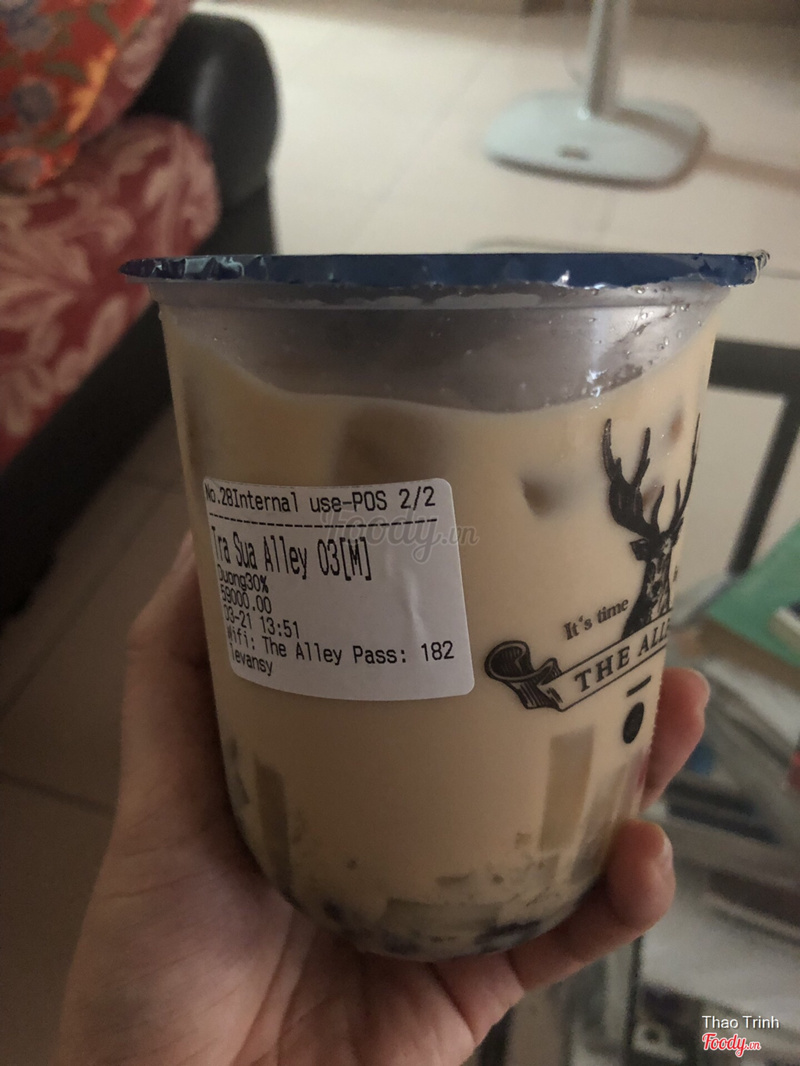 No.28Internal use-POS 2/2
Tra Sua Alley 03[M]
Duong30%
59000.00
03-21 13:51
Wifi: The Alley Pass: 182
levansy
It's time
THE ALLE
Foody.vn
Thao Trinh
Foody.vn